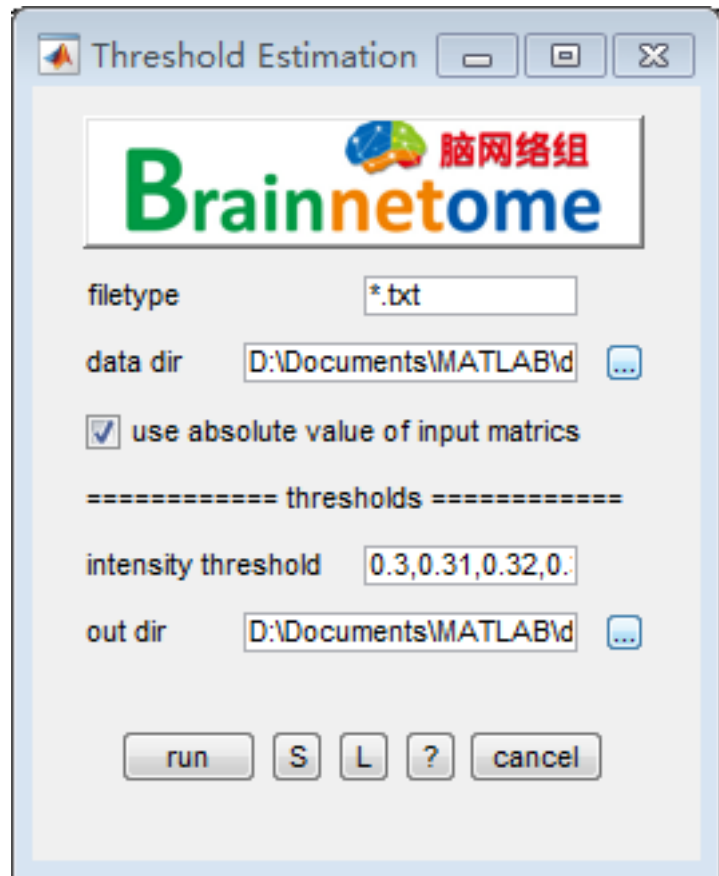 Threshold Estimation
脑网络组
Brainnetome
filetype *.txt
data dir D:\Documents\MATLAB\d ...
use absolute value of input matrics
============ thresholds ============
intensity threshold 0.3,0.31,0.32,0.
out dir D:\Documents\MATLAB\d ...
run S L ? cancel